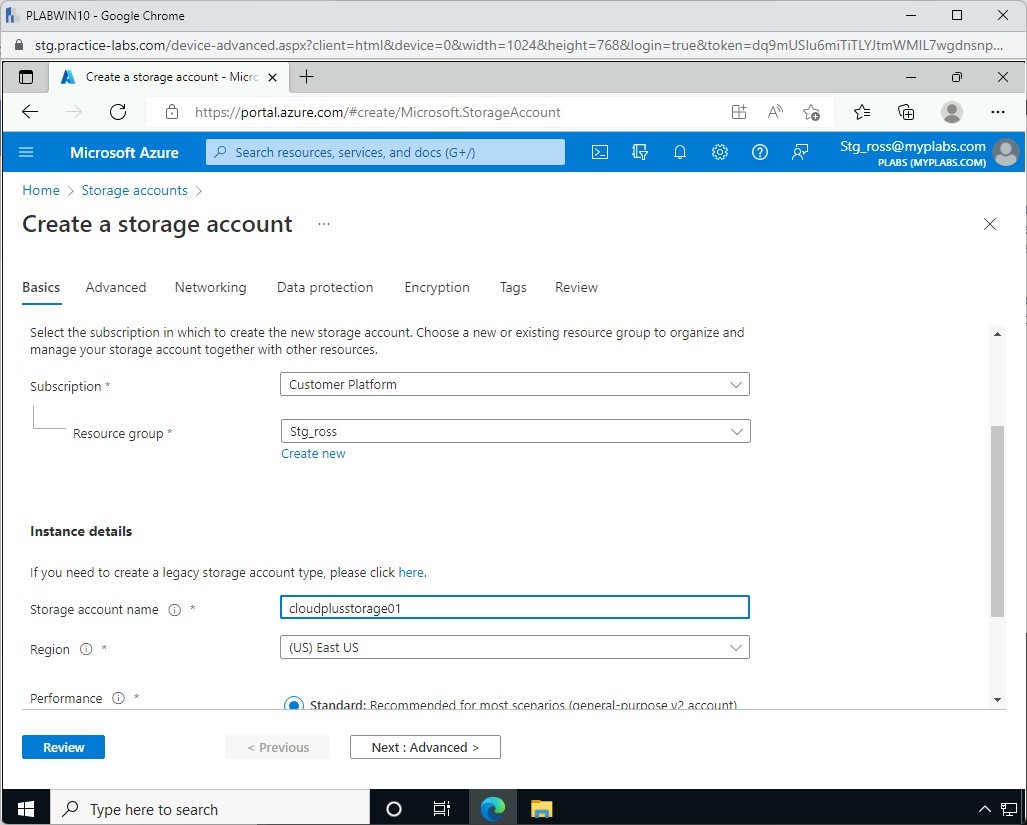 PLABWIN10 - Google Chrome
stg.practice-labs.com/device-advanced.aspx?client=html&device=0&width=1024&height=768&login=true&token=dq9mUSlu6miTiTLYJtmWMIL7wgdnsnp...
Create a storage account - Micr
https://portal.azure.com/#create/Microsoft.StorageAccount
Microsoft Azure
Search resources, services, and docs (G+/)
Stg_ross@myplabs.com
PLABS (MYPLABS.COM)
Home > Storage accounts >
Create a storage account ...
Basics Advanced Networking Data protection Encryption Tags Review
Select the subscription in which to create the new storage account. Choose a new or existing resource group to organize and
manage your storage account together with other resources.
Subscription * Customer Platform
Resource group * Stg_ross
Create new
Instance details
If you need to create a legacy storage account type, please click here.
Storage account name * cloudplusstorage01
Region * (US) East US
Performance * Standard: Recommended for most scenarios (general-purpose v2 account)
Review < Previous Next : Advanced >
Type here to search